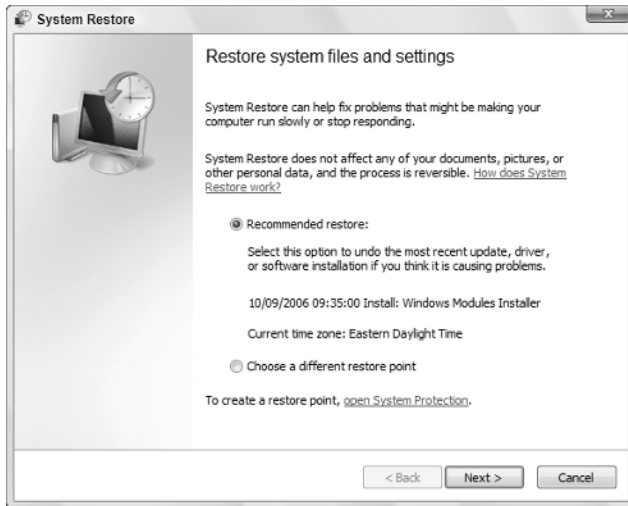 System Restore
Restore system files and settings
System Restore can help fix problems that might be making your
computer run slowly or stop responding.
System Restore does not affect any of your documents, pictures, or
other personal data, and the process is reversible. How does System
Restore work?
Recommended restore:
Select this option to undo the most recent update, driver,
or software installation if you think it is causing problems.
10/09/2006 09:35:00 Install: Windows Modules Installer
Current time zone: Eastern Daylight Time
Choose a different restore point
To create a restore point, open System Protection.
< Back Next > Cancel